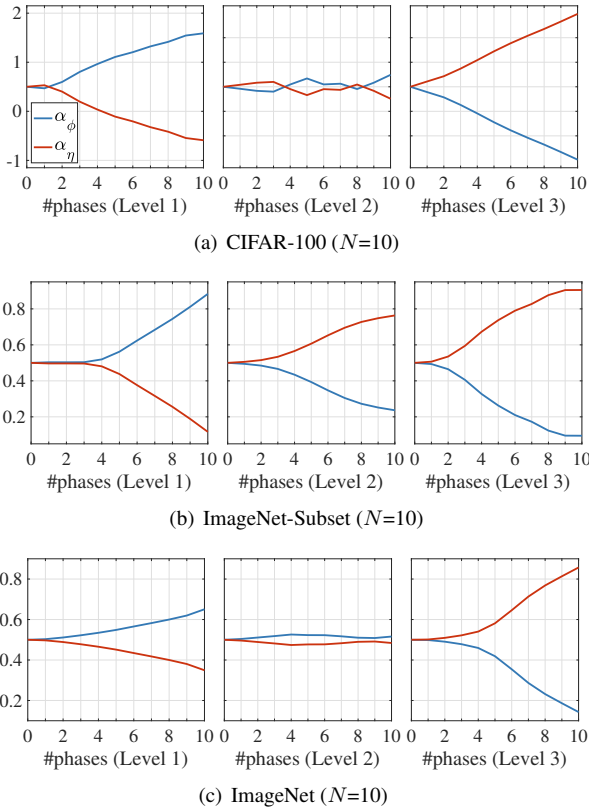 2
1
0
-1
α_ϕ
α_η
0 2 4 6 8 10 0 2 4 6 8 10 0 2 4 6 8 10
#phases (Level 1) #phases (Level 2) #phases (Level 3)
(a) CIFAR-100 (N=10)
0.8
0.6
0.4
0.2
0 2 4 6 8 10 0 2 4 6 8 10 0 2 4 6 8 10
#phases (Level 1) #phases (Level 2) #phases (Level 3)
(b) ImageNet-Subset (N=10)
0.8
0.6
0.4
0.2
0 2 4 6 8 10 0 2 4 6 8 10 0 2 4 6 8 10
#phases (Level 1) #phases (Level 2) #phases (Level 3)
(c) ImageNet (N=10)